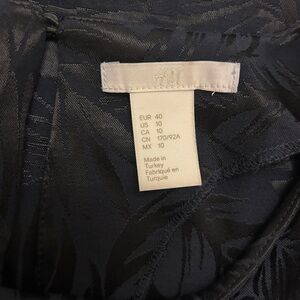 H&M
EUR 40
US 10
CA 10
CN 170/92A
MX 10
Made in
Turkey
Fabriqué en
Turquie